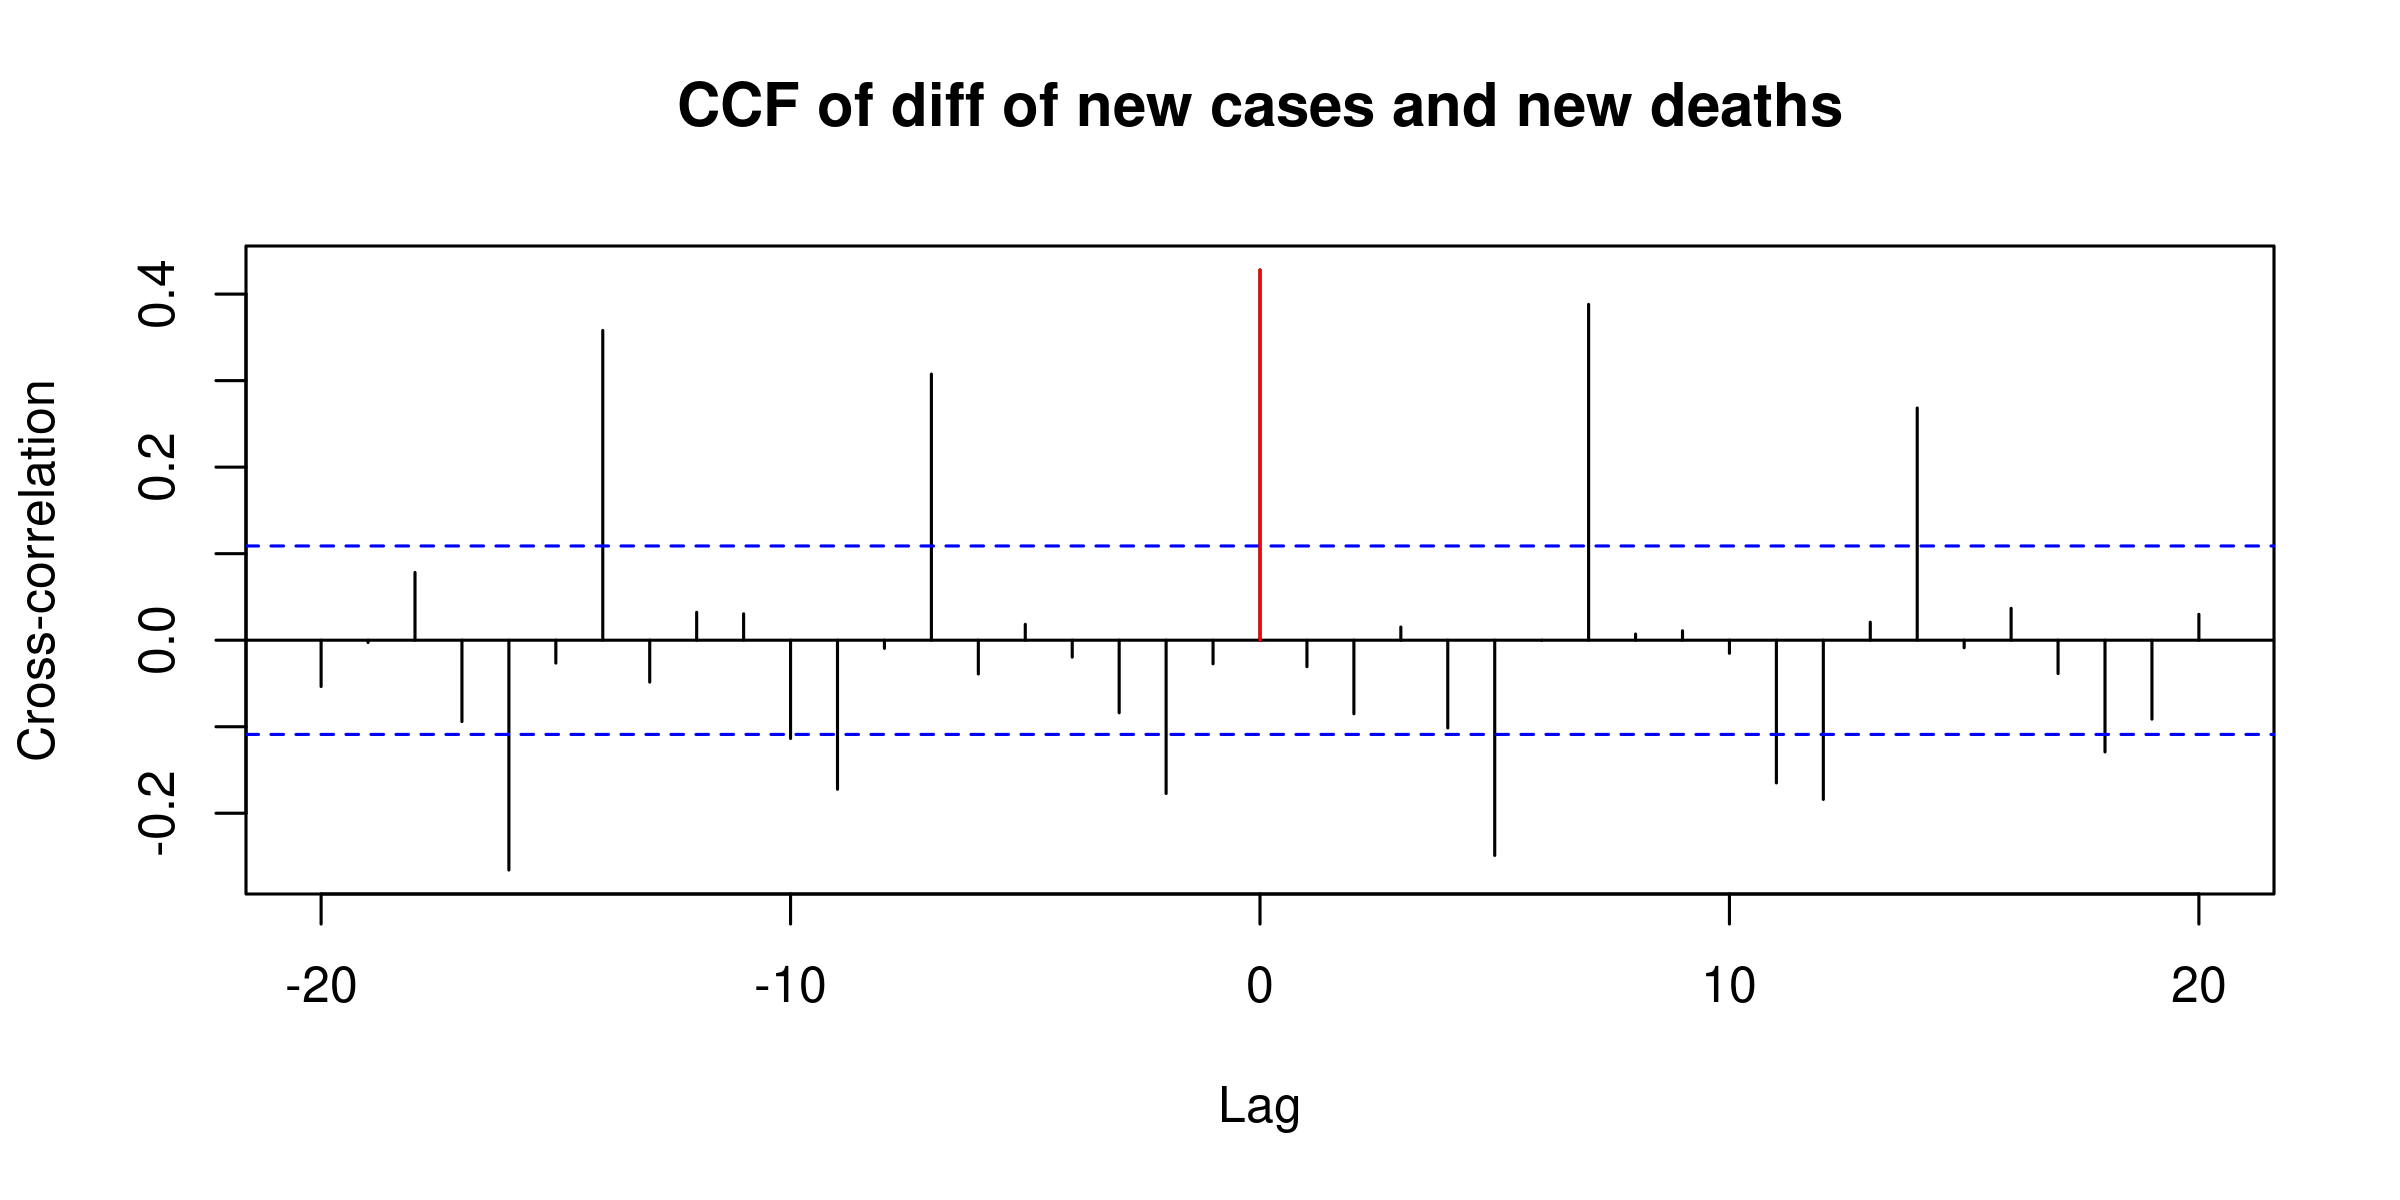 CCF of diff of new cases and new deaths
Cross-correlation
0.4
0.2
0.0
-0.2
-20 -10 0 10 20
Lag